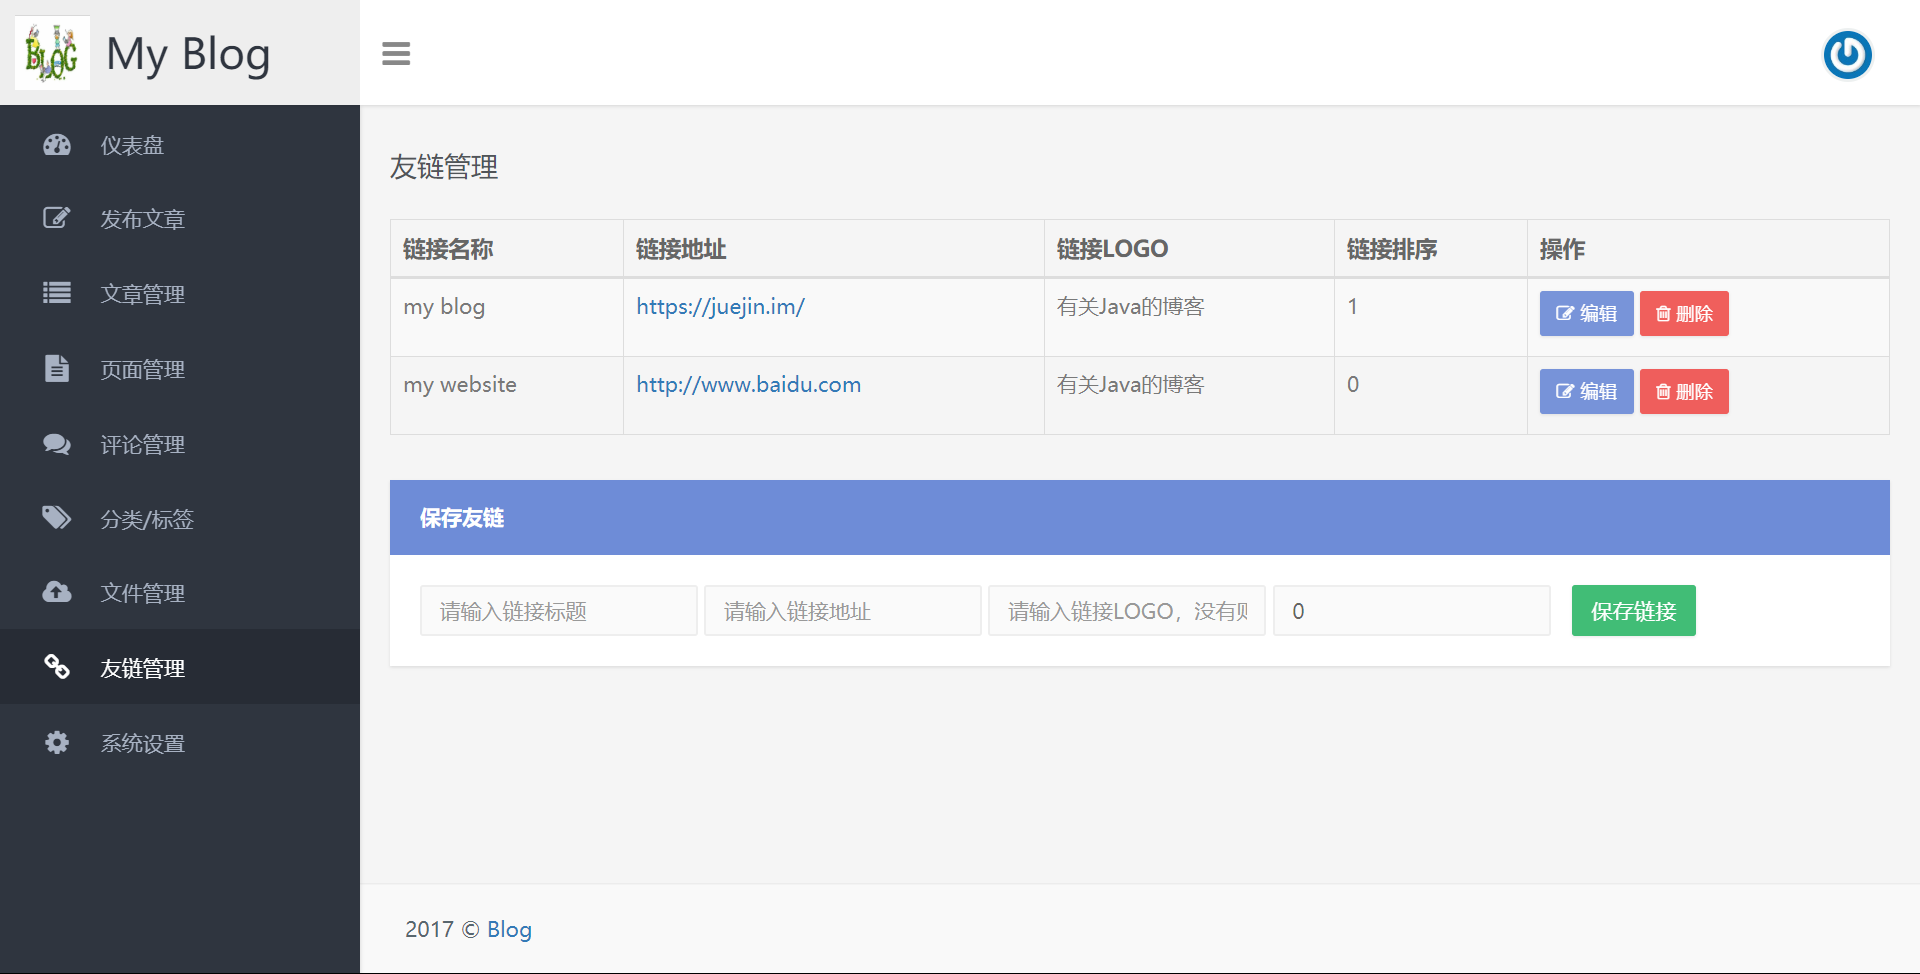 BLOG
My Blog
仪表盘
发布文章
文章管理
页面管理
评论管理
分类/标签
文件管理
友链管理
系统设置
友链管理
链接名称 链接地址 链接LOGO 链接排序 操作
my blog https://juejin.im/ 有关Java的博客 1 编辑 删除
my website http://www.baidu.com 有关Java的博客 0 编辑 删除
保存友链
请输入链接标题 请输入链接地址 请输入链接LOGO，没有 0 保存链接
2017 © Blog